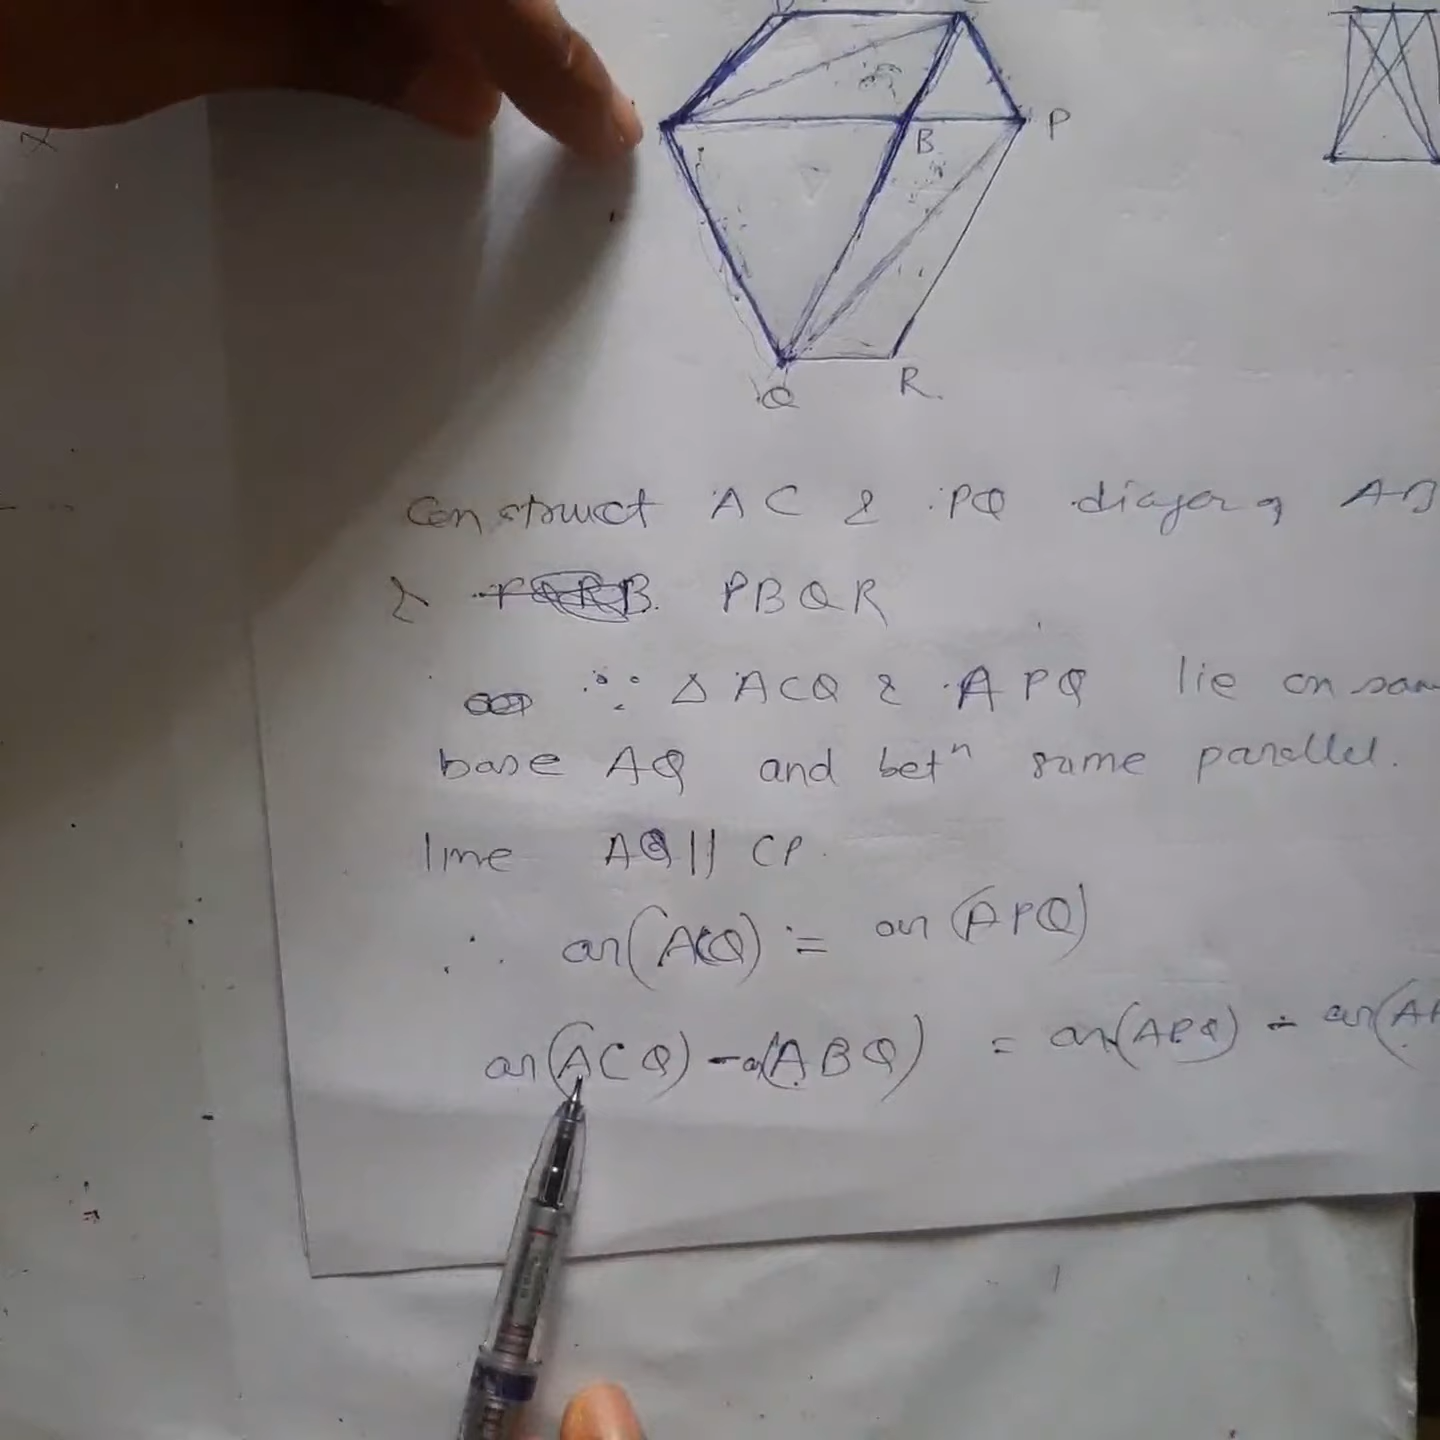 B
P
Q
R.
Construct AC & PQ
& PBQR
∵ Δ ACQ & APQ lie on sam
base AQ and betⁿ same parallel.
line AQ || CP.
∴ ar(ACQ) = ar(APQ)
ar(ACQ) - ar(ABQ) = ar(APQ) - ar(A